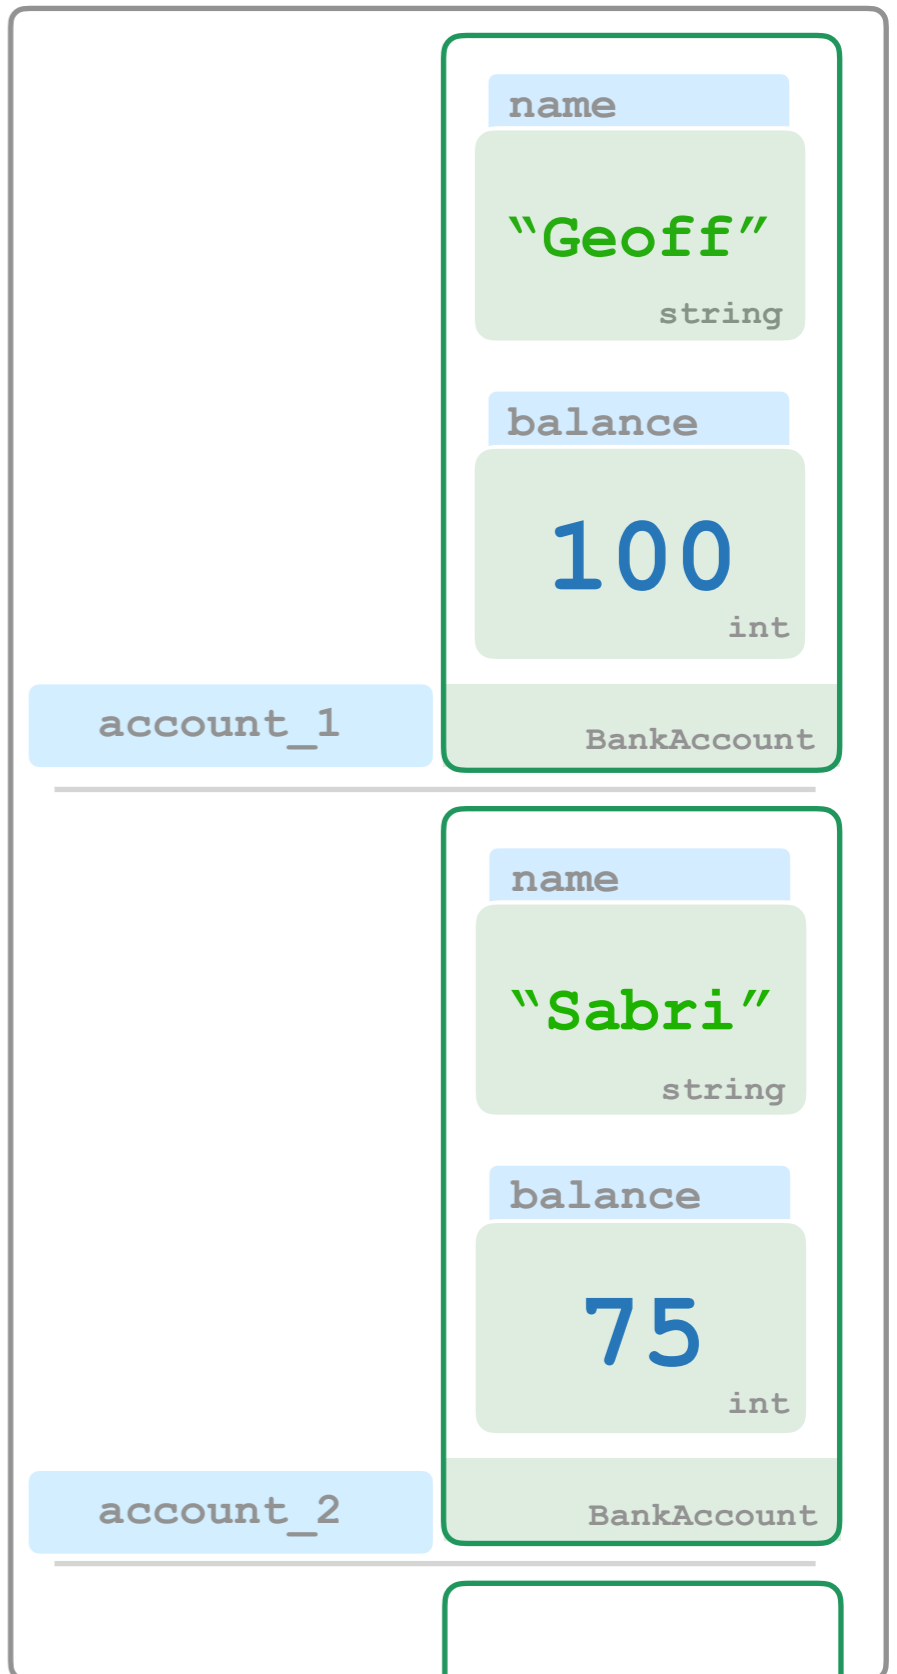 name
“Geoff”
string
balance
100
int
account_1
BankAccount
name
“Sabri”
string
balance
75
int
account_2
BankAccount